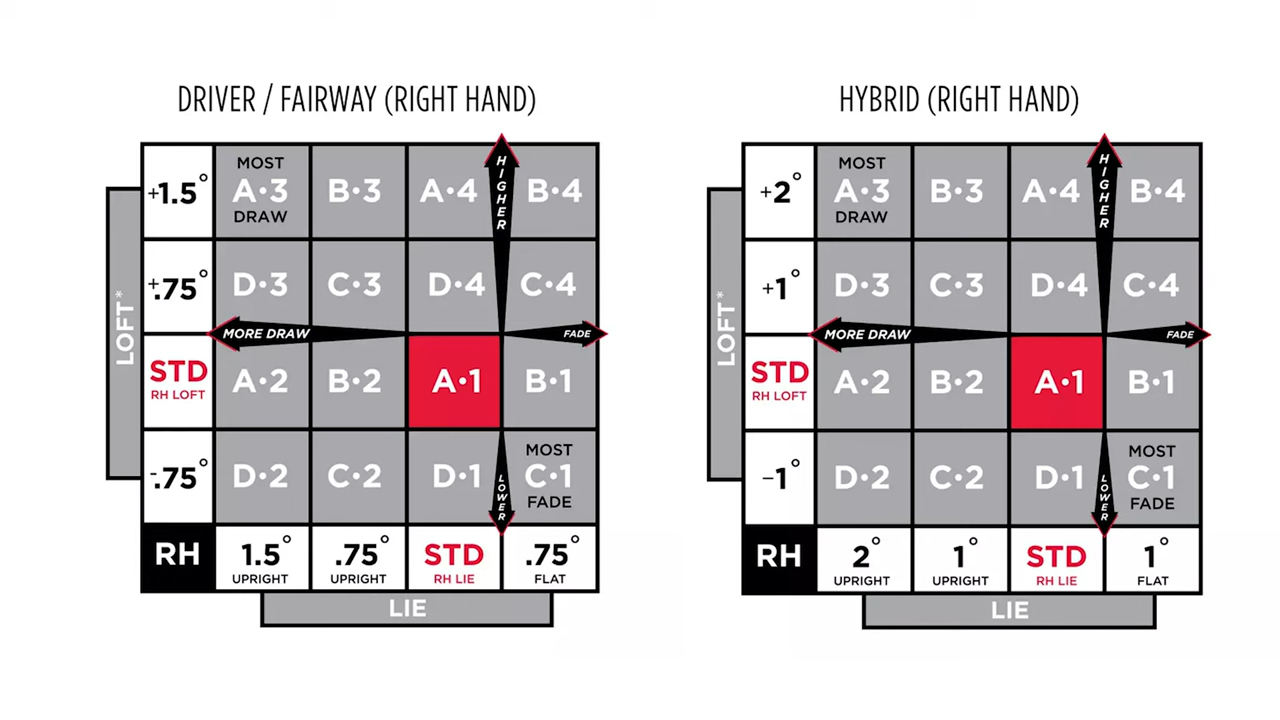 DRIVER / FAIRWAY (RIGHT HAND)
LOFT*
+1.5°
MOST
A•3
DRAW
B•3
A•4
B•4
HIGHER
+.75°
D•3
C•3
D•4
C•4
MORE DRAW
FADE
STD
RH LOFT
A•2
B•2
A•1
B•1
-.75°
D•2
C•2
D•1
MOST
C•1
FADE
LOWER
RH
1.5°
UPRIGHT
.75°
UPRIGHT
STD
RH LIE
.75°
FLAT
LIE
HYBRID (RIGHT HAND)
LOFT*
+2°
MOST
A•3
DRAW
B•3
A•4
B•4
HIGHER
+1°
D•3
C•3
D•4
C•4
MORE DRAW
FADE
STD
RH LOFT
A•2
B•2
A•1
B•1
−1°
D•2
C•2
D•1
MOST
C•1
FADE
LOWER
RH
2°
UPRIGHT
1°
UPRIGHT
STD
RH LIE
1°
FLAT
LIE